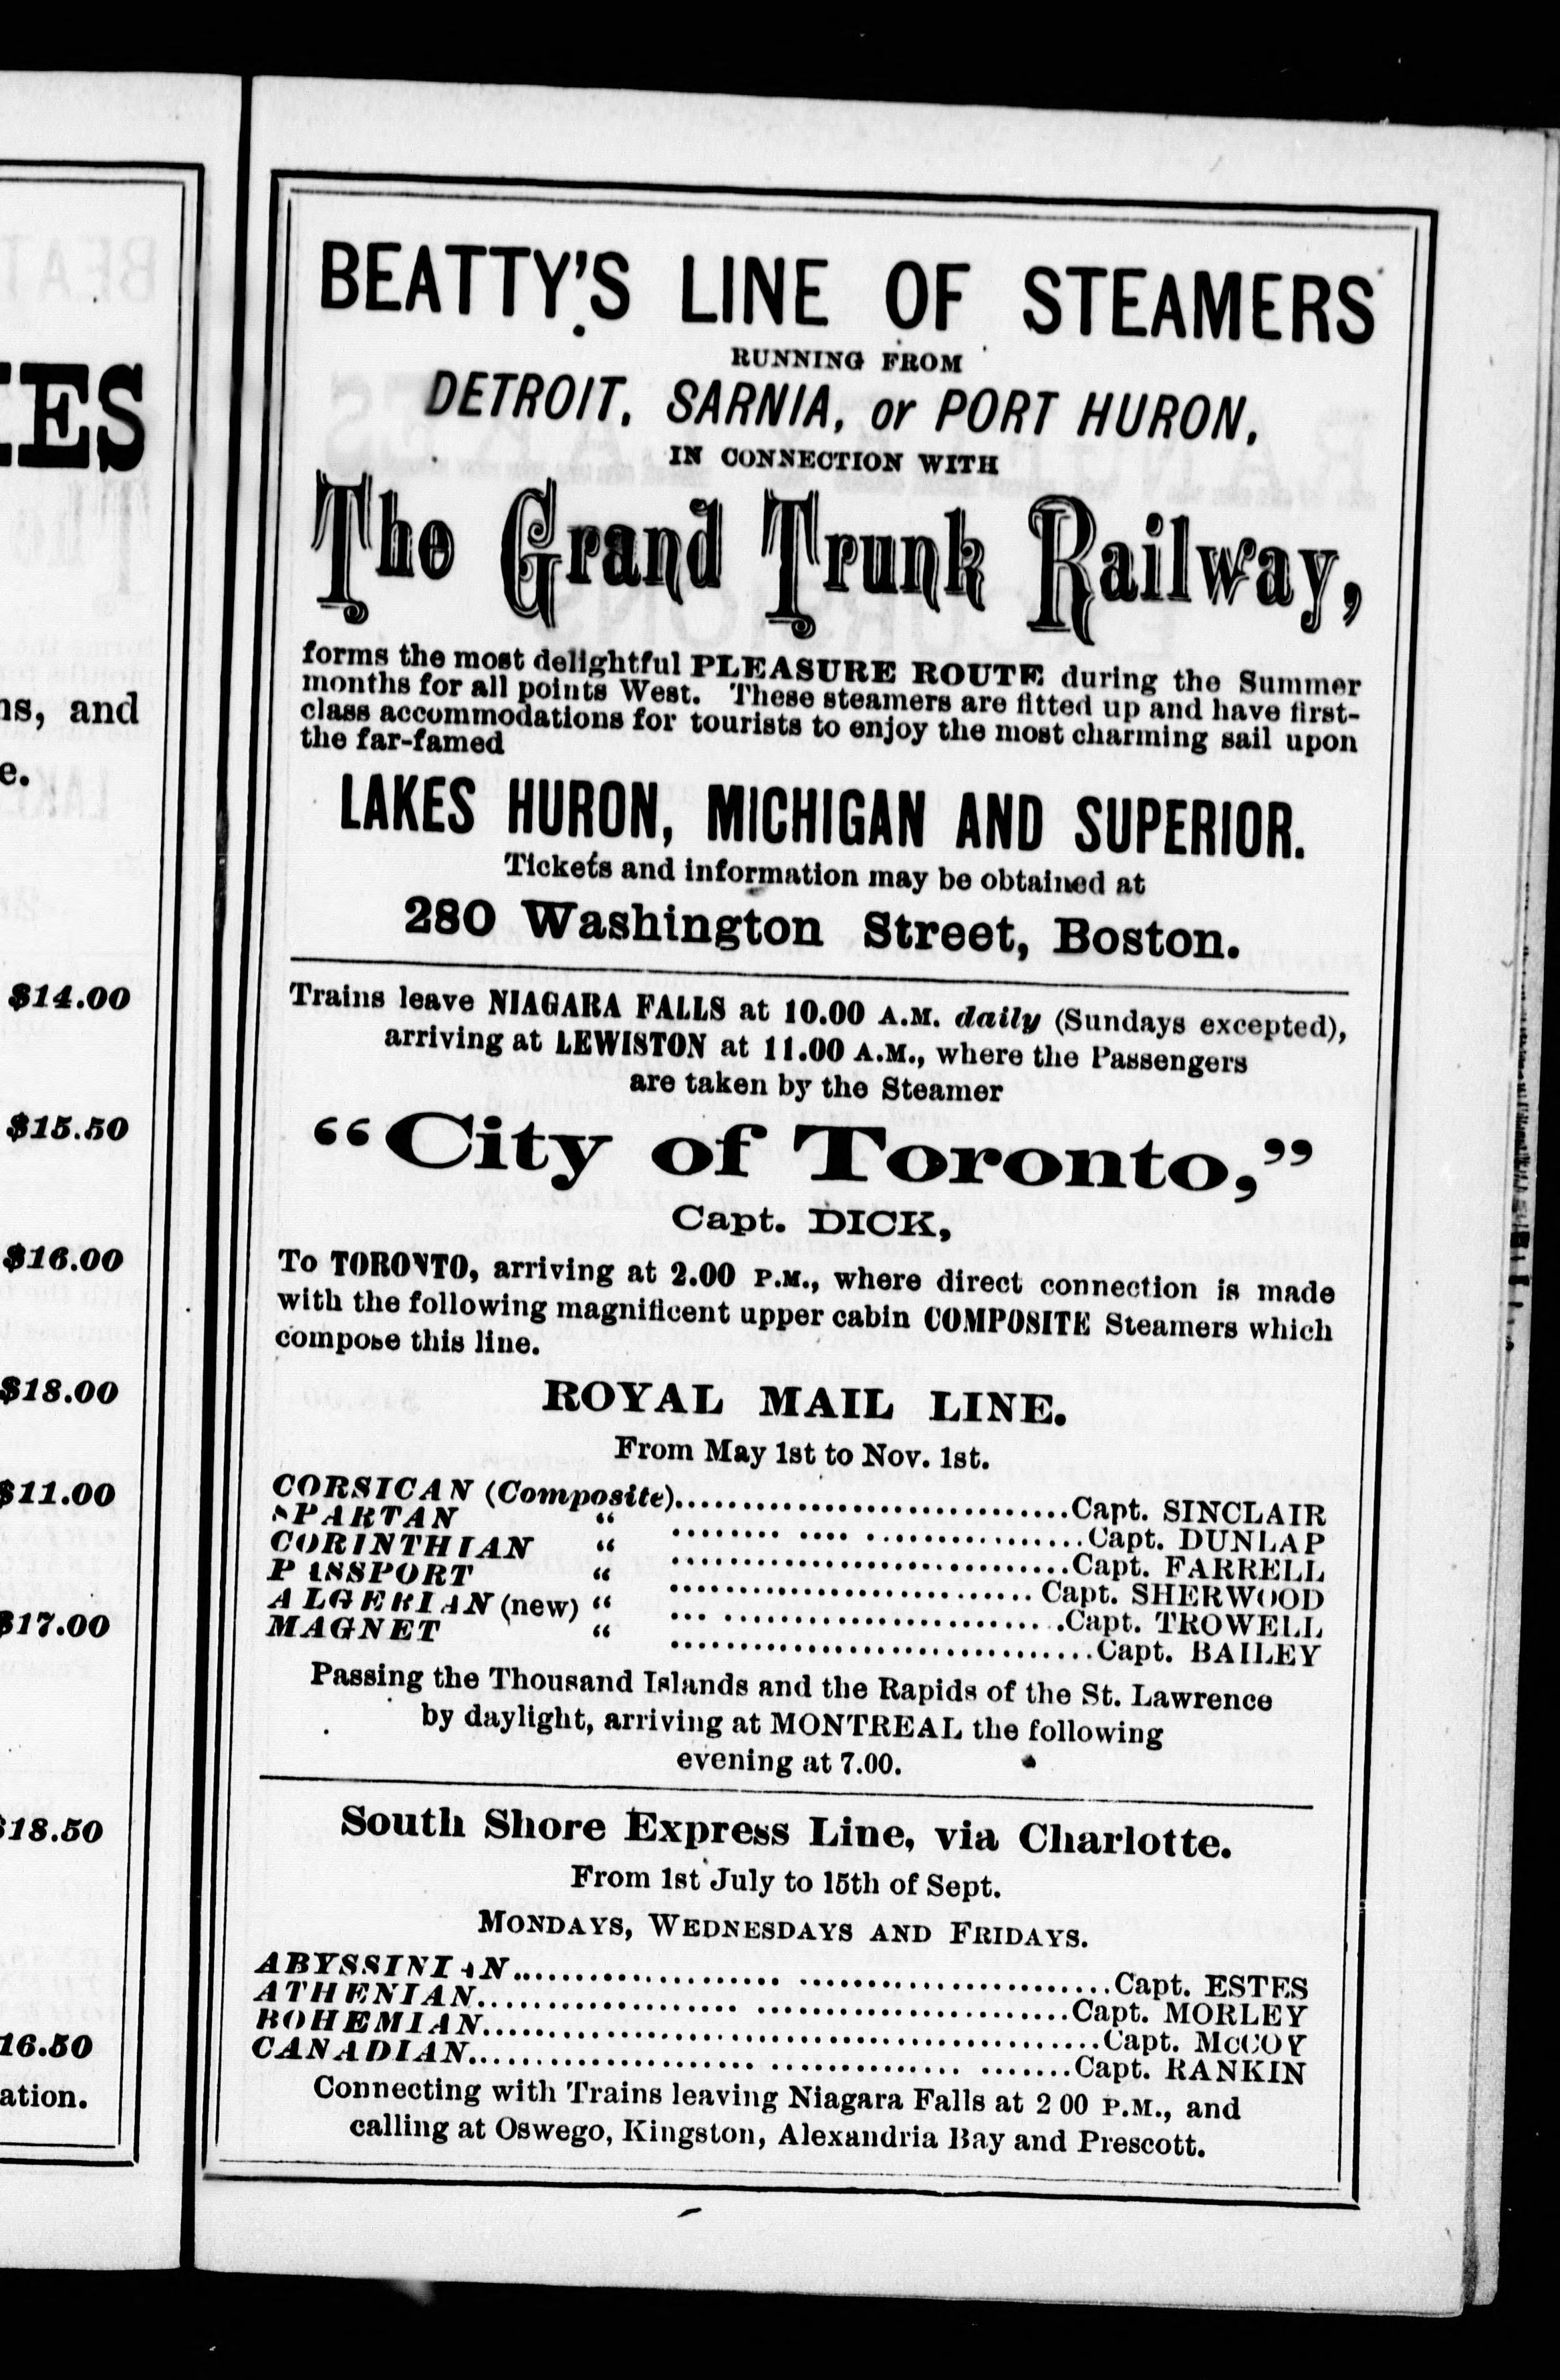 ES
s, and
e.
$14.00
$15.50
$16.00
$18.00
$11.00
$17.00
$18.50
16.50
ation.
BEATTY'S LINE OF STEAMERS
RUNNING FROM
DETROIT, SARNIA, or PORT HURON,
IN CONNECTION WITH
The Grand Trunk Railway,
forms the most delightful PLEASURE ROUTE during the Summer
months for all points West. These steamers are fitted up and have first-
class accommodations for tourists to enjoy the most charming sail upon
the far-famed
LAKES HURON, MICHIGAN AND SUPERIOR.
Tickets and information may be obtained at
280 Washington Street, Boston.
Trains leave NIAGARA FALLS at 10.00 A.M. daily (Sundays excepted),
arriving at LEWISTON at 11.00 A.M., where the Passengers
are taken by the Steamer
"City of Toronto,"
Capt. DICK,
To TORONTO, arriving at 2.00 P.M., where direct connection is made
with the following magnificent upper cabin COMPOSITE Steamers which
compose this line.
ROYAL MAIL LINE.
From May 1st to Nov. 1st.
CORSICAN (Composite)..............................Capt. SINCLAIR
SPARTAN " ..............................Capt. DUNLAP
CORINTHIAN " ..............................Capt. FARRELL
PASSPORT " ..............................Capt. SHERWOOD
ALGERIAN (new) " ..............................Capt. TROWELL
MAGNET " ..............................Capt. BAILEY
Passing the Thousand Islands and the Rapids of the St. Lawrence
by daylight, arriving at MONTREAL the following
evening at 7.00.
South Shore Express Line, via Charlotte.
From 1st July to 15th of Sept.
MONDAYS, WEDNESDAYS AND FRIDAYS.
ABYSSINIAN..............................Capt. ESTES
ATHENIAN..............................Capt. MORLEY
BOHEMIAN..............................Capt. McCOY
CANADIAN..............................Capt. RANKIN
Connecting with Trains leaving Niagara Falls at 2 00 P.M., and
calling at Oswego, Kingston, Alexandria Bay and Prescott.